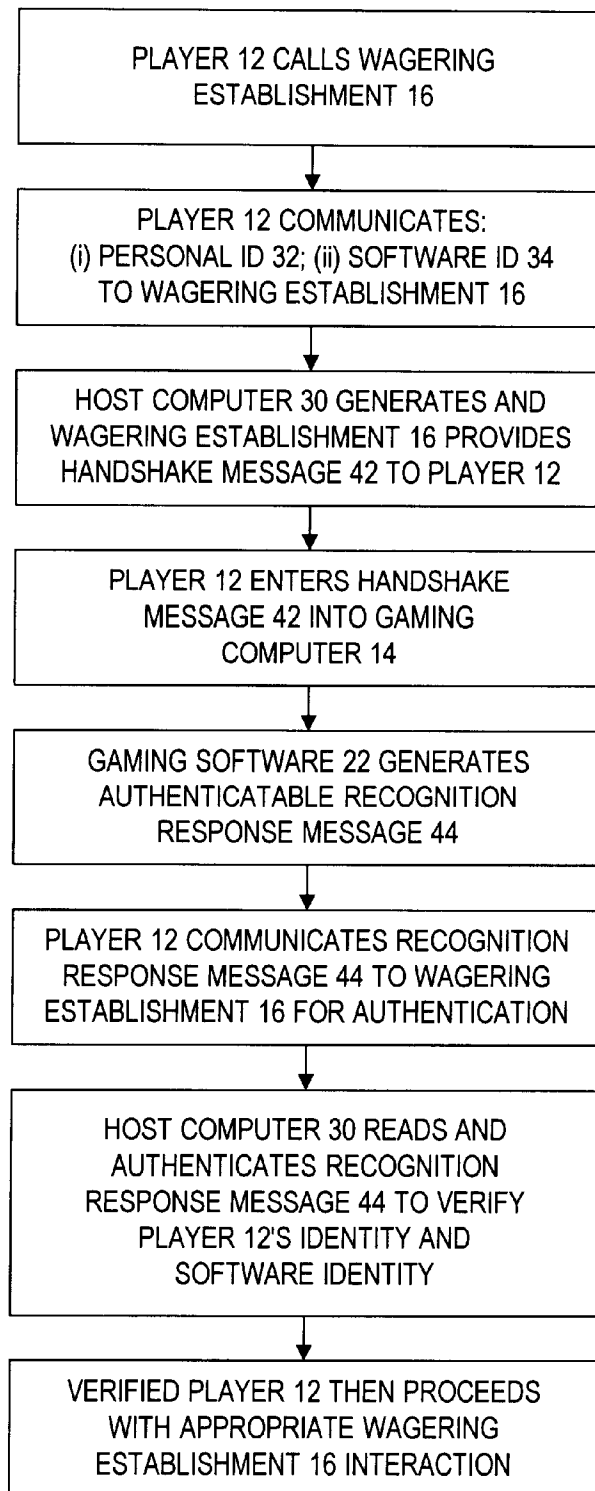 PLAYER 12 CALLS WAGERING
ESTABLISHMENT 16
PLAYER 12 COMMUNICATES:
(i) PERSONAL ID 32; (ii) SOFTWARE ID 34
TO WAGERING ESTABLISHMENT 16
HOST COMPUTER 30 GENERATES AND
WAGERING ESTABLISHMENT 16 PROVIDES
HANDSHAKE MESSAGE 42 TO PLAYER 12
PLAYER 12 ENTERS HANDSHAKE
MESSAGE 42 INTO GAMING
COMPUTER 14
GAMING SOFTWARE 22 GENERATES
AUTHENTICATABLE RECOGNITION
RESPONSE MESSAGE 44
PLAYER 12 COMMUNICATES RECOGNITION
RESPONSE MESSAGE 44 TO WAGERING
ESTABLISHMENT 16 FOR AUTHENTICATION
HOST COMPUTER 30 READS AND
AUTHENTICATES RECOGNITION
RESPONSE MESSAGE 44 TO VERIFY
PLAYER 12'S IDENTITY AND
SOFTWARE IDENTITY
VERIFIED PLAYER 12 THEN PROCEEDS
WITH APPROPRIATE WAGERING
ESTABLISHMENT 16 INTERACTION